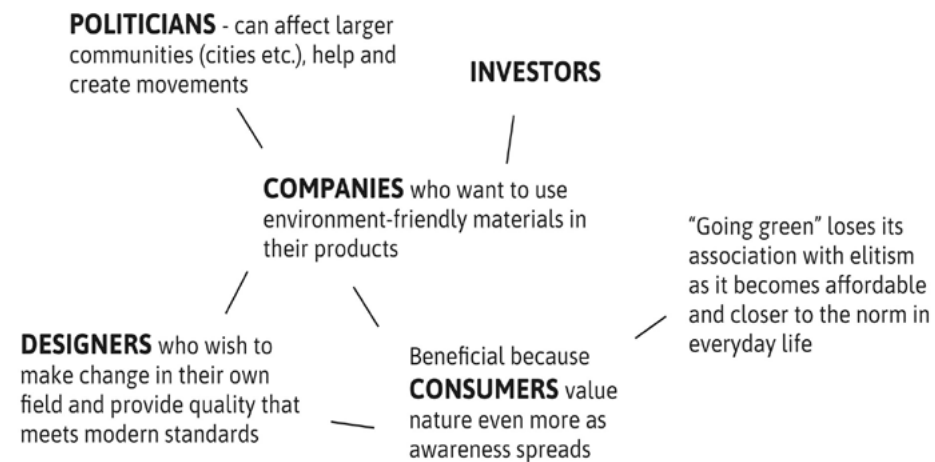 POLITICIANS - can affect larger
communities (cities etc.), help and
create movements
INVESTORS
COMPANIES who want to use
environment-friendly materials in
their products
“Going green” loses its
association with elitism
as it becomes affordable
and closer to the norm in
everyday life
DESIGNERS who wish to
make change in their own
field and provide quality that
meets modern standards
Beneficial because
CONSUMERS value
nature even more as
awareness spreads